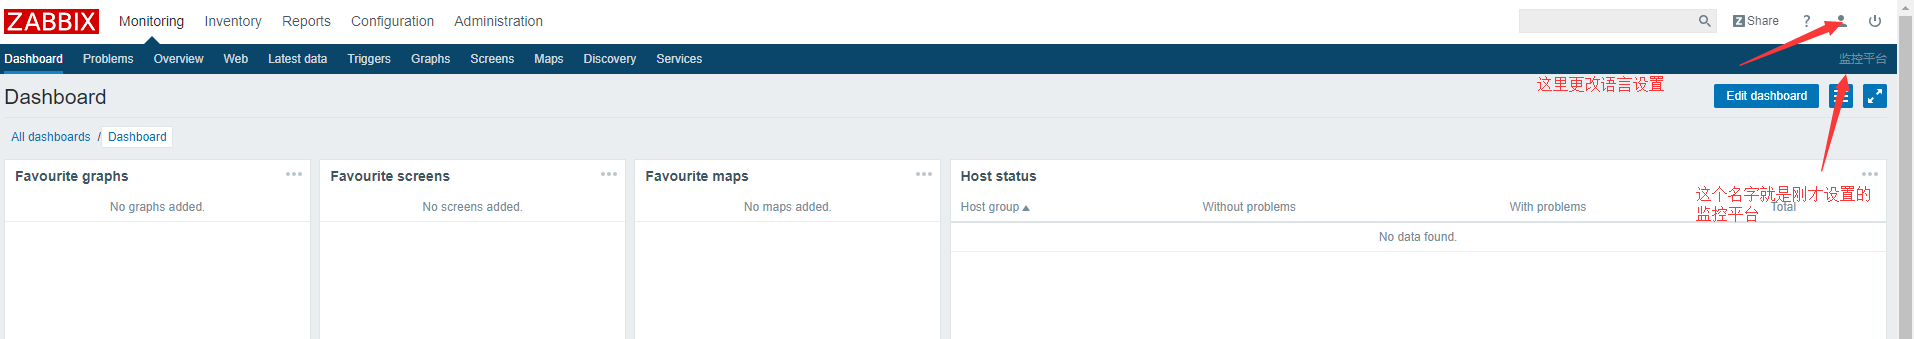 ZABBIX Monitoring Inventory Reports Configuration Administration Z Share ?
Dashboard Problems Overview Web Latest data Triggers Graphs Screens Maps Discovery Services 监控平台
这里更改语言设置
Dashboard Edit dashboard
All dashboards / Dashboard
Favourite graphs Favourite screens Favourite maps Host status
这个名字就是刚才设置的
No graphs added. No screens added. No maps added. Host group Without problems With problems Total
监控平台
No data found.